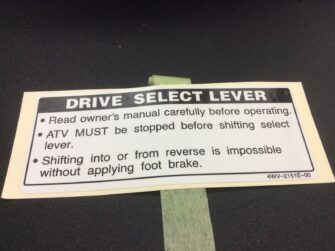 DRIVE SELECT LEVER
• Read owner's manual carefully before operating.
• ATV MUST be stopped before shifting select
lever.
• Shifting into or from reverse is impossible
without applying foot brake.
4WV-2151E-00